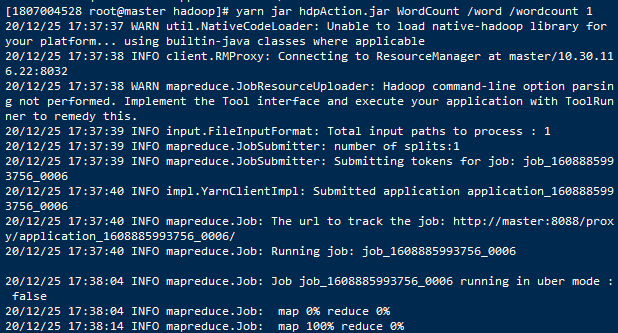 [1807004528 root@master hadoop]# yarn jar hdpAction.jar WordCount /word /wordcount 1
20/12/25 17:37:37 WARN util.NativeCodeLoader: Unable to load native-hadoop library for
your platform... using builtin-java classes where applicable
20/12/25 17:37:38 INFO client.RMProxy: Connecting to ResourceManager at master/10.30.11
6.22:8032
20/12/25 17:37:38 WARN mapreduce.JobResourceUploader: Hadoop command-line option parsin
g not performed. Implement the Tool interface and execute your application with ToolRun
ner to remedy this.
20/12/25 17:37:39 INFO input.FileInputFormat: Total input paths to process : 1
20/12/25 17:37:39 INFO mapreduce.JobSubmitter: number of splits:1
20/12/25 17:37:39 INFO mapreduce.JobSubmitter: Submitting tokens for job: job_160888599
3756_0006
20/12/25 17:37:40 INFO impl.YarnClientImpl: Submitted application application_160888599
3756_0006
20/12/25 17:37:40 INFO mapreduce.Job: The url to track the job: http://master:8088/prox
y/application_1608885993756_0006/
20/12/25 17:37:40 INFO mapreduce.Job: Running job: job_1608885993756_0006
20/12/25 17:38:04 INFO mapreduce.Job: Job job_1608885993756_0006 running in uber mode :
false
20/12/25 17:38:04 INFO mapreduce.Job:  map 0% reduce 0%
20/12/25 17:38:14 INFO mapreduce.Job:  map 100% reduce 0%